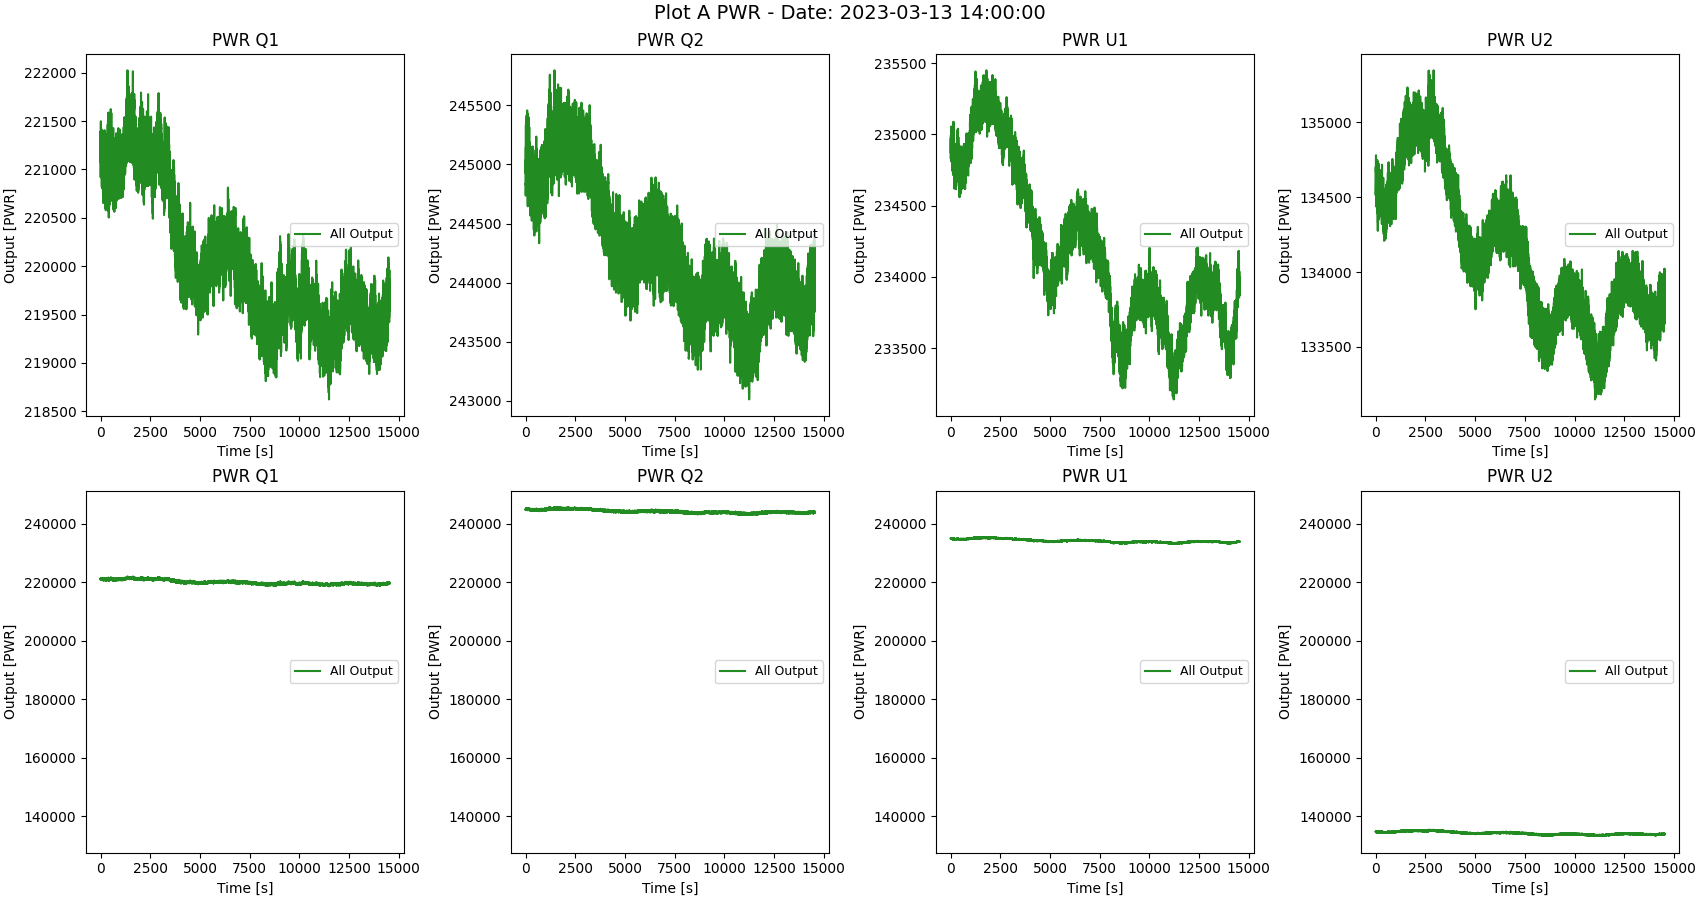 Plot A PWR - Date: 2023-03-13 14:00:00
PWR Q1
222000
221500
221000
220500
220000
219500
219000
218500
Output [PWR]
All Output
0 2500 5000 7500 10000 12500 15000
Time [s]
PWR Q2
245500
245000
244500
244000
243500
243000
Output [PWR]
All Output
0 2500 5000 7500 10000 12500 15000
Time [s]
PWR U1
235500
235000
234500
234000
233500
Output [PWR]
All Output
0 2500 5000 7500 10000 12500 15000
Time [s]
PWR U2
135000
134500
134000
133500
Output [PWR]
All Output
0 2500 5000 7500 10000 12500 15000
Time [s]
PWR Q1
240000
220000
200000
180000
160000
140000
Output [PWR]
All Output
0 2500 5000 7500 10000 12500 15000
Time [s]
PWR Q2
240000
220000
200000
180000
160000
140000
Output [PWR]
All Output
0 2500 5000 7500 10000 12500 15000
Time [s]
PWR U1
240000
220000
200000
180000
160000
140000
Output [PWR]
All Output
0 2500 5000 7500 10000 12500 15000
Time [s]
PWR U2
240000
220000
200000
180000
160000
140000
Output [PWR]
All Output
0 2500 5000 7500 10000 12500 15000
Time [s]